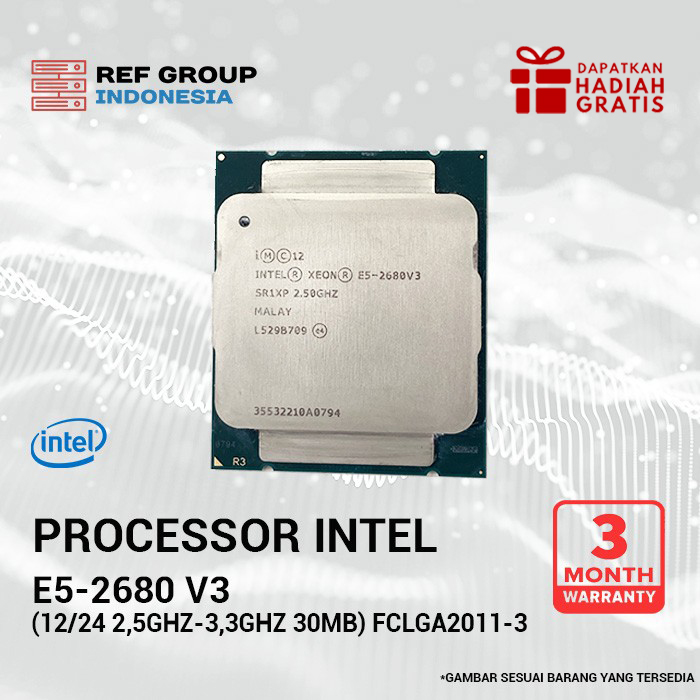 REF GROUP
INDONESIA
DAPATKAN
HADIAH
GRATIS
i Ⓜ Ⓒ 12
INTEL® XEON® E5-2680V3
SR1XP 2.50GHZ
MALAY
L529B709 e4
35532210A0794
0794
R3
intel
PROCESSOR INTEL
E5-2680 V3
(12/24 2,5GHZ-3,3GHZ 30MB) FCLGA2011-3
3
MONTH
WARRANTY
*GAMBAR SESUAI BARANG YANG TERSEDIA